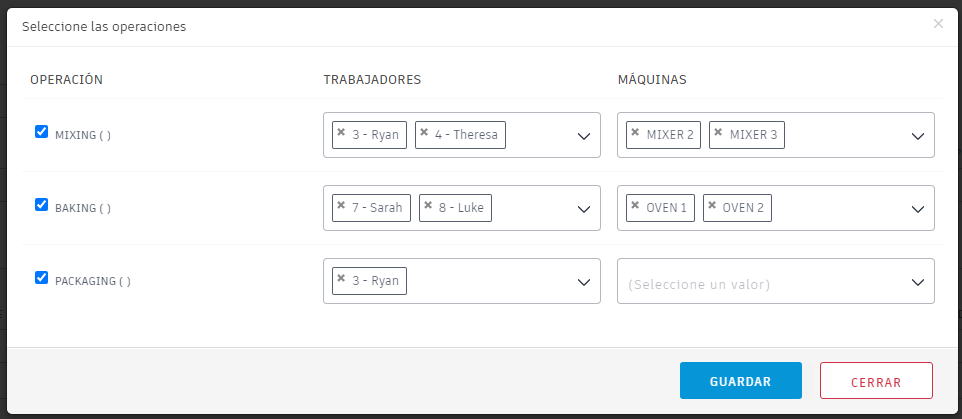 Seleccione las operaciones ×
OPERACIÓN TRABAJADORES MÁQUINAS
MIXING ( ) × 3 - Ryan × 4 - Theresa × MIXER 2 × MIXER 3
BAKING ( ) × 7 - Sarah × 8 - Luke × OVEN 1 × OVEN 2
PACKAGING ( ) × 3 - Ryan (Seleccione un valor)
GUARDAR CERRAR